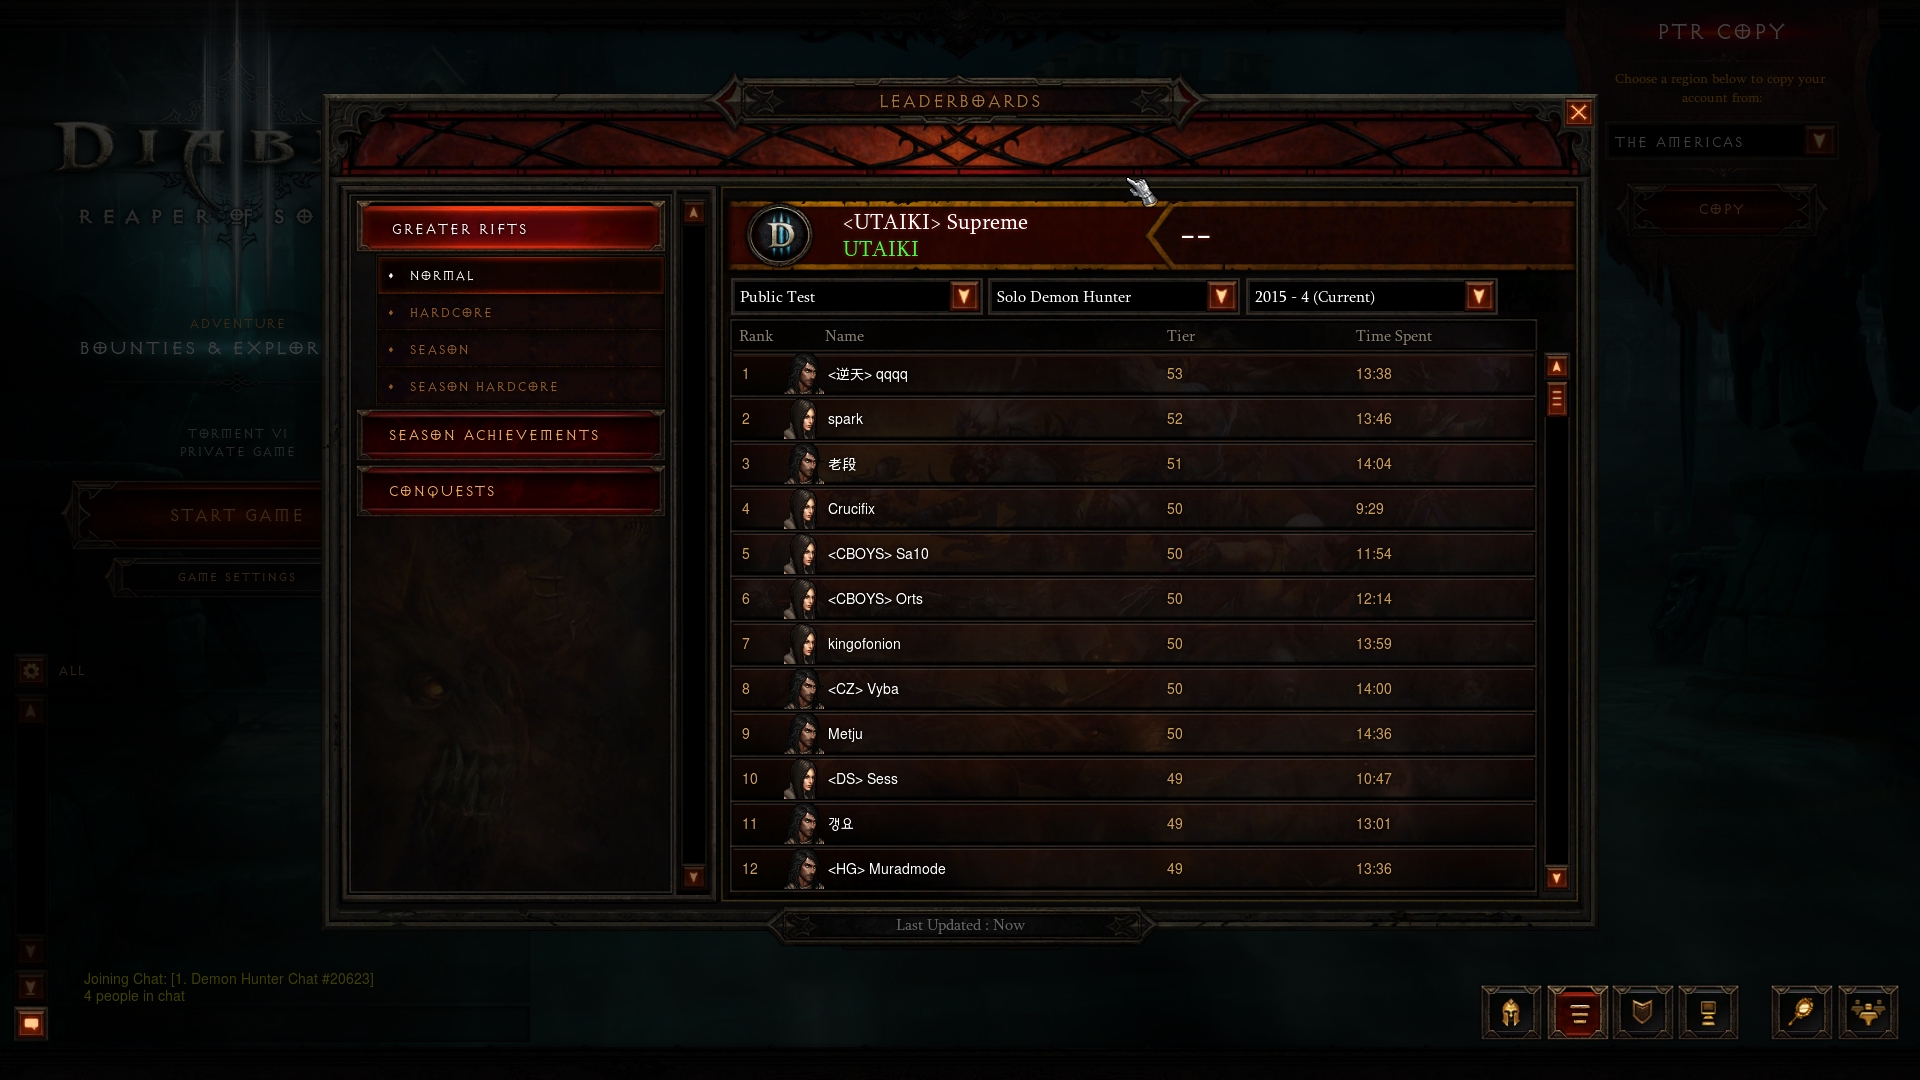 LEADERBOARDS
PTR COPY
Choose a region below to copy your
account from:
THE AMERICAS
COPY
DIAB
REAPER OF SO
ADVENTURE
BOUNTIES & EXPLOR
TORMENT VI
PRIVATE GAME
START GAME
GAME SETTINGS
ALL
GREATER RIFTS
NORMAL
HARDCORE
SEASON
SEASON HARDCORE
SEASON ACHIEVEMENTS
CONQUESTS
D
<UTAIKI> Supreme
UTAIKI
--
Public Test Solo Demon Hunter 2015 - 4 (Current)
Rank Name Tier Time Spent
1 <逆天> qqqq 53 13:38
2 spark 52 13:46
3 老段 51 14:04
4 Crucifix 50 9:29
5 <CBOYS> Sa10 50 11:54
6 <CBOYS> Orts 50 12:14
7 kingofonion 50 13:59
8 <CZ> Vyba 50 14:00
9 Metju 50 14:36
10 <DS> Sess 49 10:47
11 갱요 49 13:01
12 <HG> Muradmode 49 13:36
Last Updated : Now
Joining Chat: [1. Demon Hunter Chat #20623]
4 people in chat